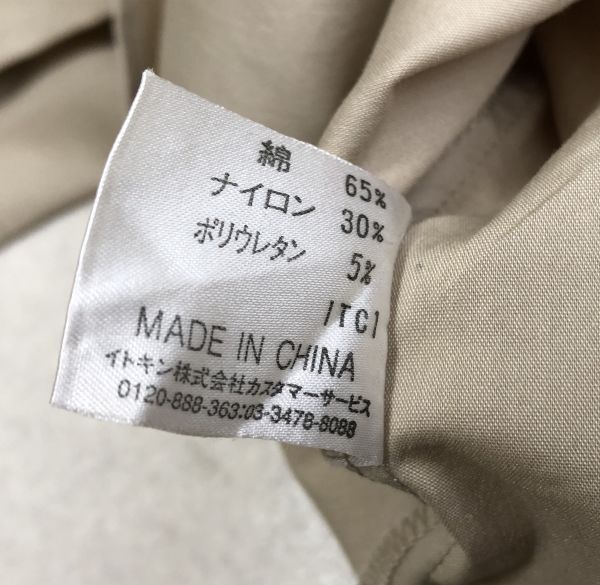 綿 65%
ナイロン 30%
ポリウレタン 5%
/TC1
MADE IN CHINA
イトキン株式会社カスタマーサービス
0120-888-363:03-3478-8088